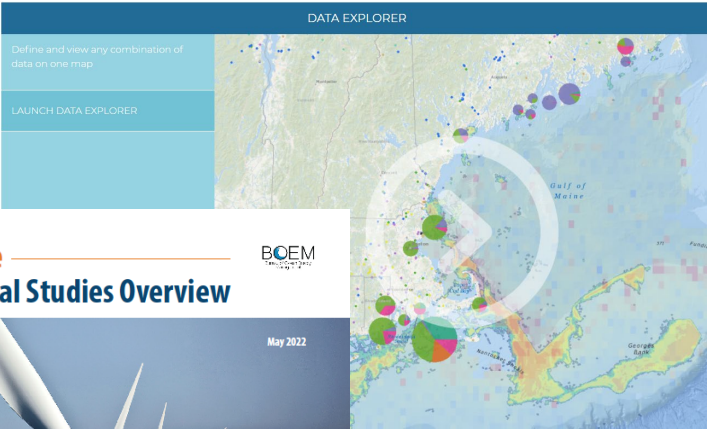 DATA EXPLORER
Define and view any combination of
data on one map
LAUNCH DATA EXPLORER
Gulf of
Maine
Georges
Bank
BOEM
al Studies Overview
May 2022